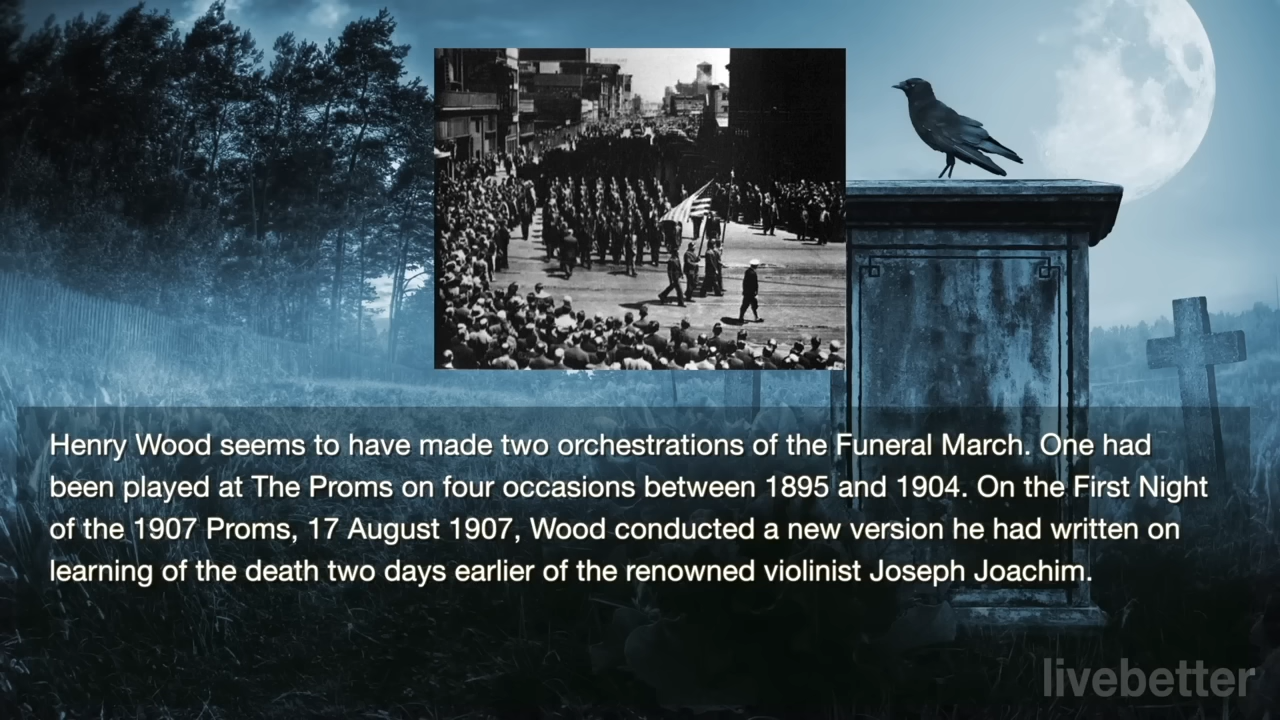 Henry Wood seems to have made two orchestrations of the Funeral March. One had
been played at The Proms on four occasions between 1895 and 1904. On the First Night
of the 1907 Proms, 17 August 1907, Wood conducted a new version he had written on
learning of the death two days earlier of the renowned violinist Joseph Joachim.
livebetter